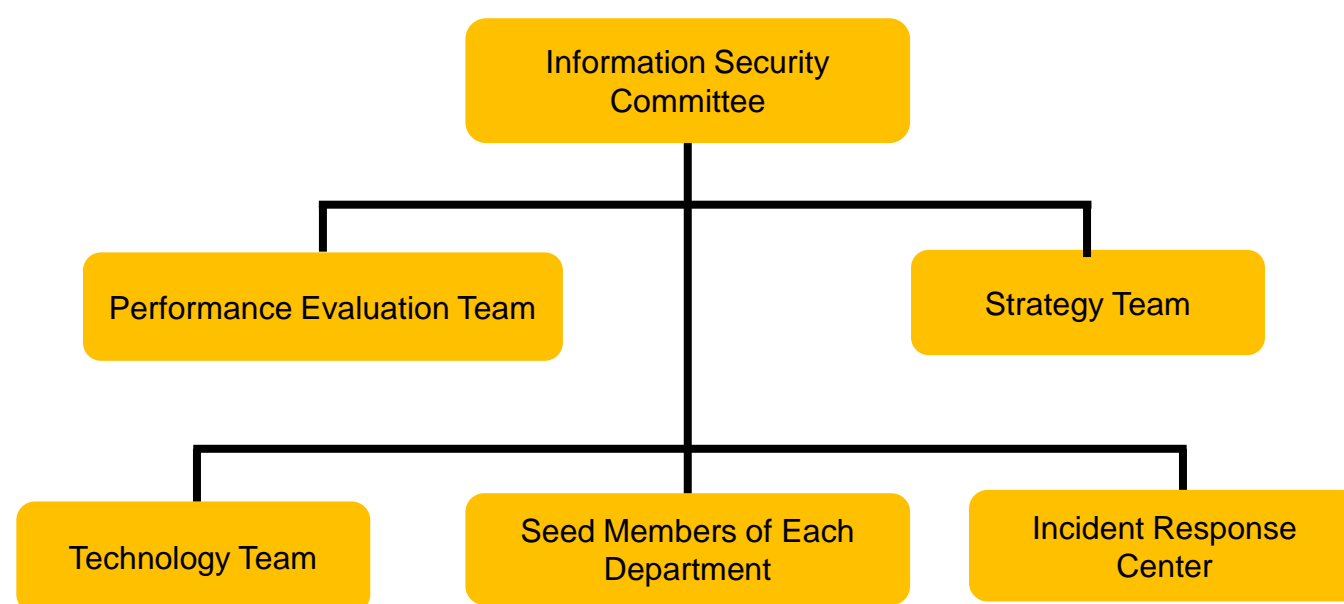 Information Security
Committee
Performance Evaluation Team
Strategy Team
Technology Team
Seed Members of Each
Department
Incident Response
Center